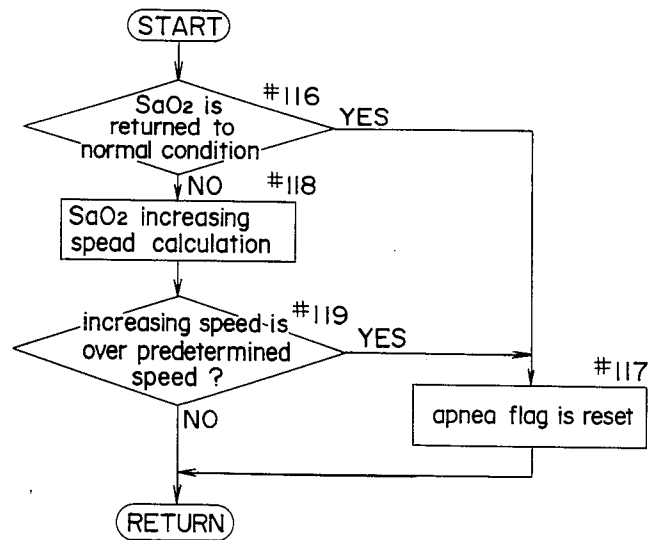 START
#116
SaO2 is
returned to
normal condition
YES
NO
#118
SaO2 increasing
spead calculation
#119
increasing speed is
over predetermined
speed ?
YES
NO
#117
apnea flag is reset
RETURN